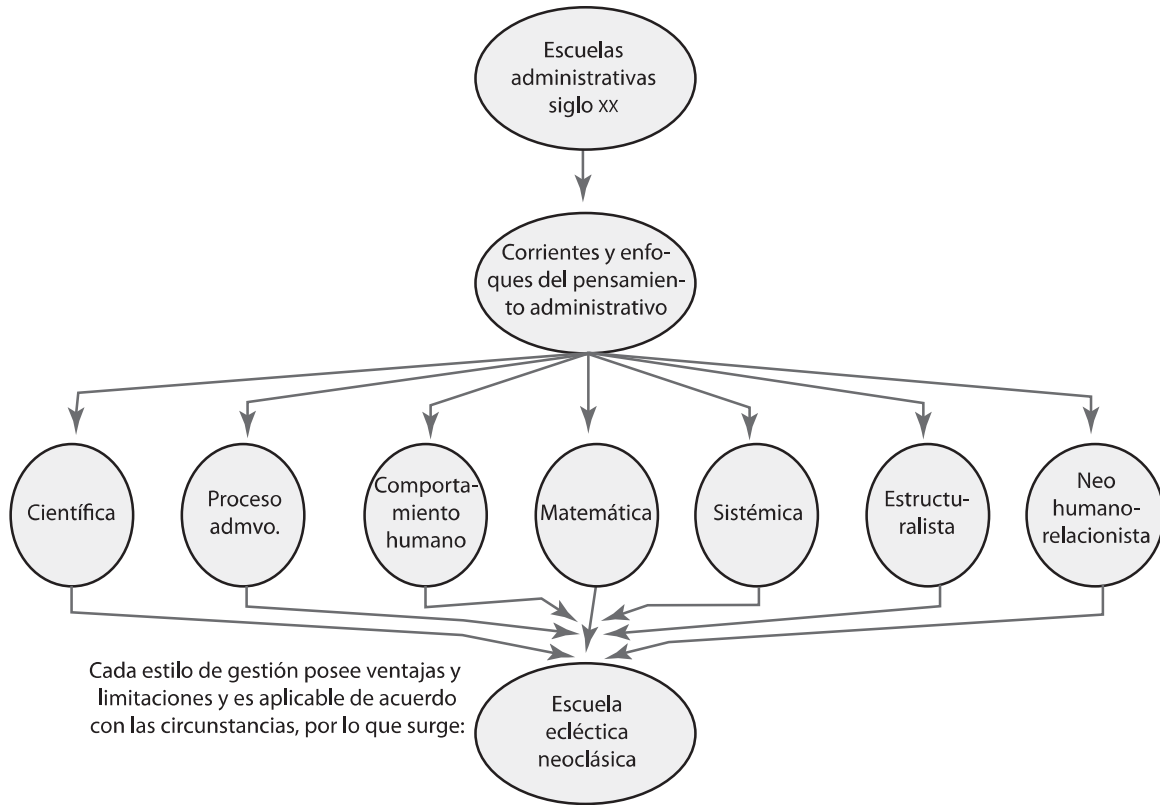 Escuelas
administrativas
siglo XX
Corrientes y enfo-
ques del pensamien-
to administrativo
Científica
Proceso
admvo.
Comporta-
miento
humano
Matemática
Sistémica
Estructu-
ralista
Neo
humano-
relacionista
Cada estilo de gestión posee ventajas y
limitaciones y es aplicable de acuerdo
con las circunstancias, por lo que surge:
Escuela
ecléctica
neoclásica